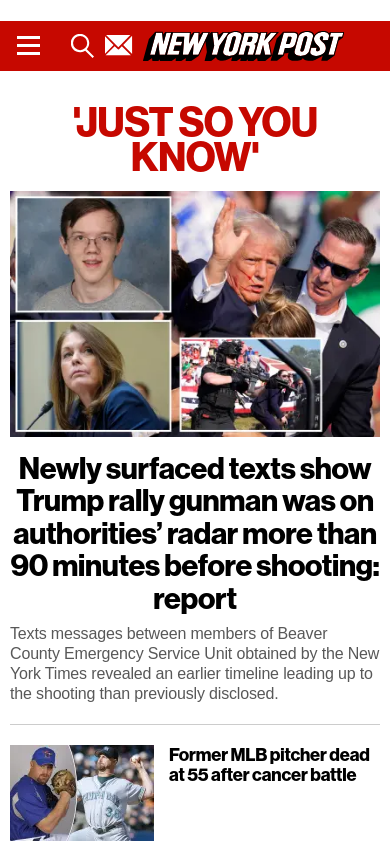 NEW YORK POST
'JUST SO YOU
KNOW'
Newly surfaced texts show
Trump rally gunman was on
authorities’ radar more than
90 minutes before shooting:
report
Texts messages between members of Beaver
County Emergency Service Unit obtained by the New
York Times revealed an earlier timeline leading up to
the shooting than previously disclosed.
Former MLB pitcher dead
at 55 after cancer battle